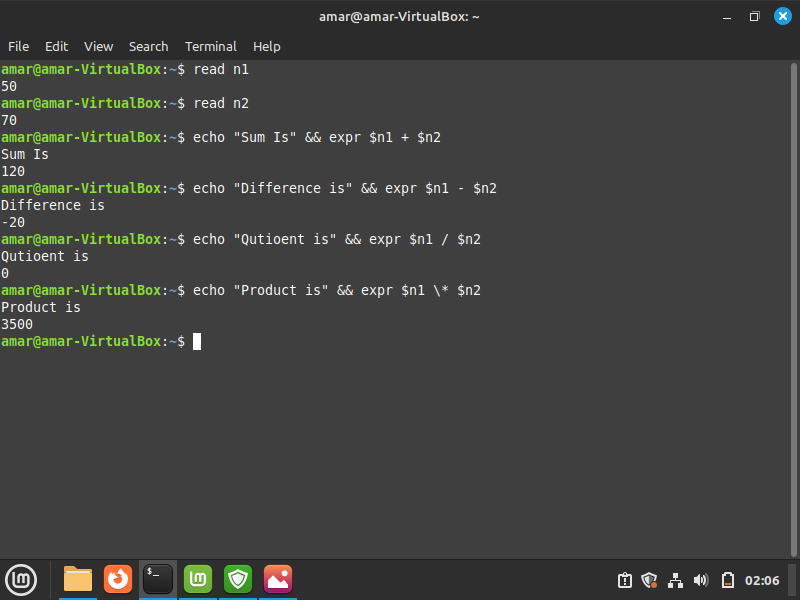 amar@amar-VirtualBox: ~
File Edit View Search Terminal Help
amar@amar-VirtualBox:~$ read n1
50
amar@amar-VirtualBox:~$ read n2
70
amar@amar-VirtualBox:~$ echo "Sum Is" && expr $n1 + $n2
Sum Is
120
amar@amar-VirtualBox:~$ echo "Difference is" && expr $n1 - $n2
Difference is
-20
amar@amar-VirtualBox:~$ echo "Qutioent is" && expr $n1 / $n2
Qutioent is
0
amar@amar-VirtualBox:~$ echo "Product is" && expr $n1 \* $n2
Product is
3500
amar@amar-VirtualBox:~$
$_
02:06